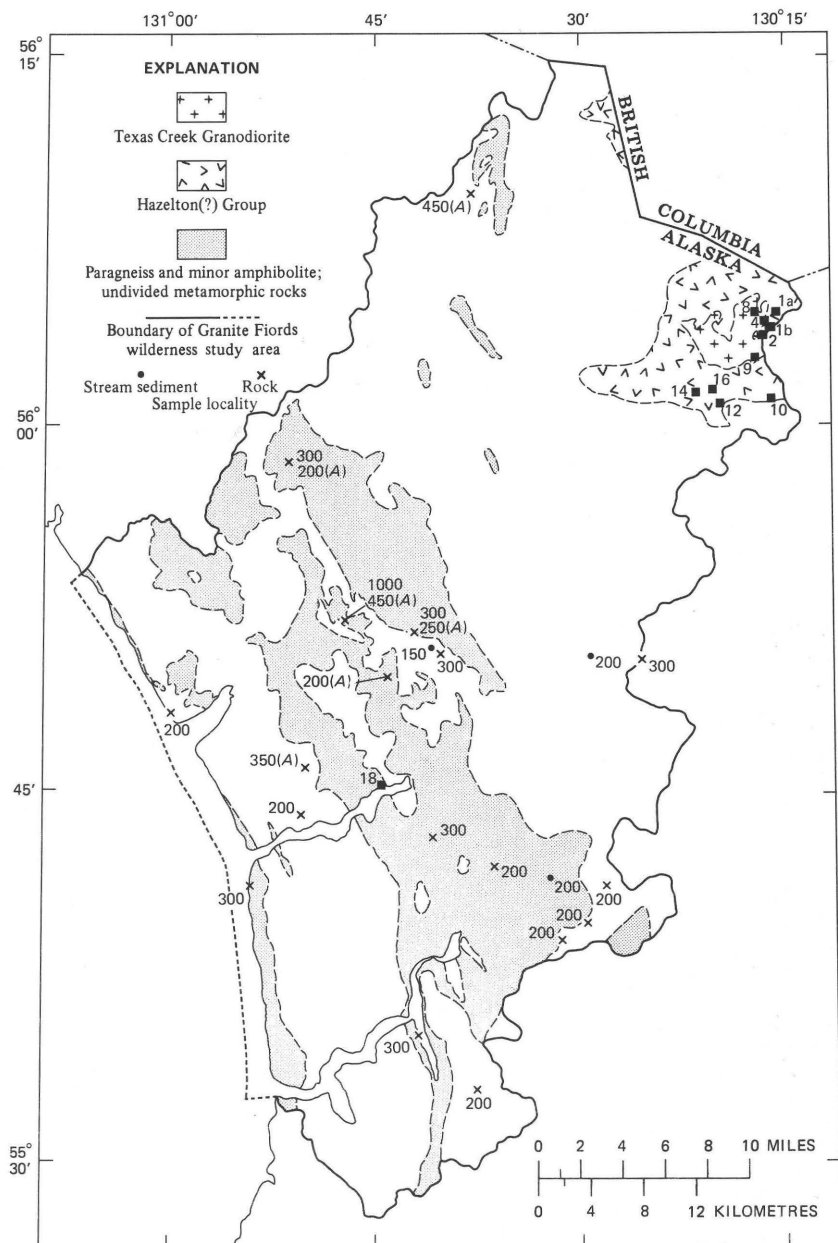 131°00'
45'
30'
130°15'
56°
15'
EXPLANATION
Texas Creek Granodiorite
Hazelton(?) Group
Paragneiss and minor amphibolite;
undivided metamorphic rocks
Boundary of Granite Fiords
wilderness study area
Stream sediment
Rock
Sample locality
BRITISH
COLUMBIA
ALASKA
450(A)
8
1a
4
1b
2
9
16
14
12
10
56°
00'
300
200(A)
1000
450(A)
300
250(A)
150
300
200
300
200(A)
200
350(A)
18
45'
200
300
200
200
200
300
200
200
300
200
55°
30'
0 2 4 6 8 10 MILES
0 4 8 12 KILOMETRES